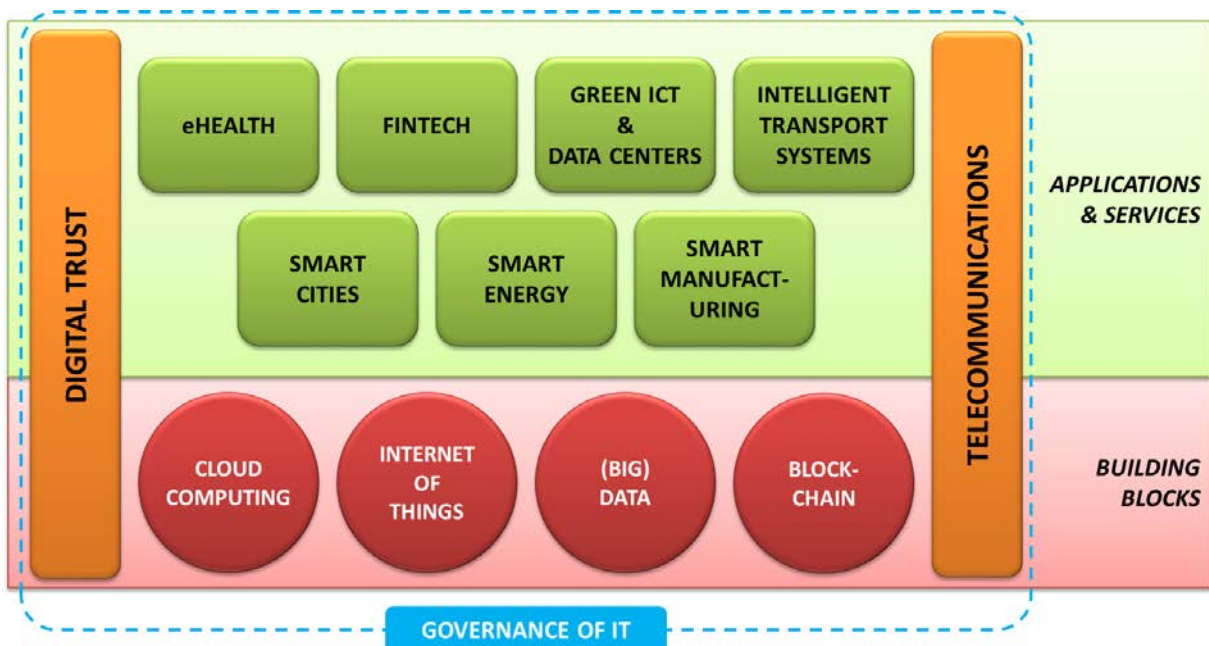 DIGITAL TRUST
eHEALTH
FINTECH
GREEN ICT
&
DATA CENTERS
INTELLIGENT
TRANSPORT
SYSTEMS
SMART
CITIES
SMART
ENERGY
SMART
MANUFACT-
URING
TELECOMMUNICATIONS
APPLICATIONS
& SERVICES
CLOUD
COMPUTING
INTERNET
OF
THINGS
(BIG)
DATA
BLOCK-
CHAIN
BUILDING
BLOCKS
GOVERNANCE OF IT